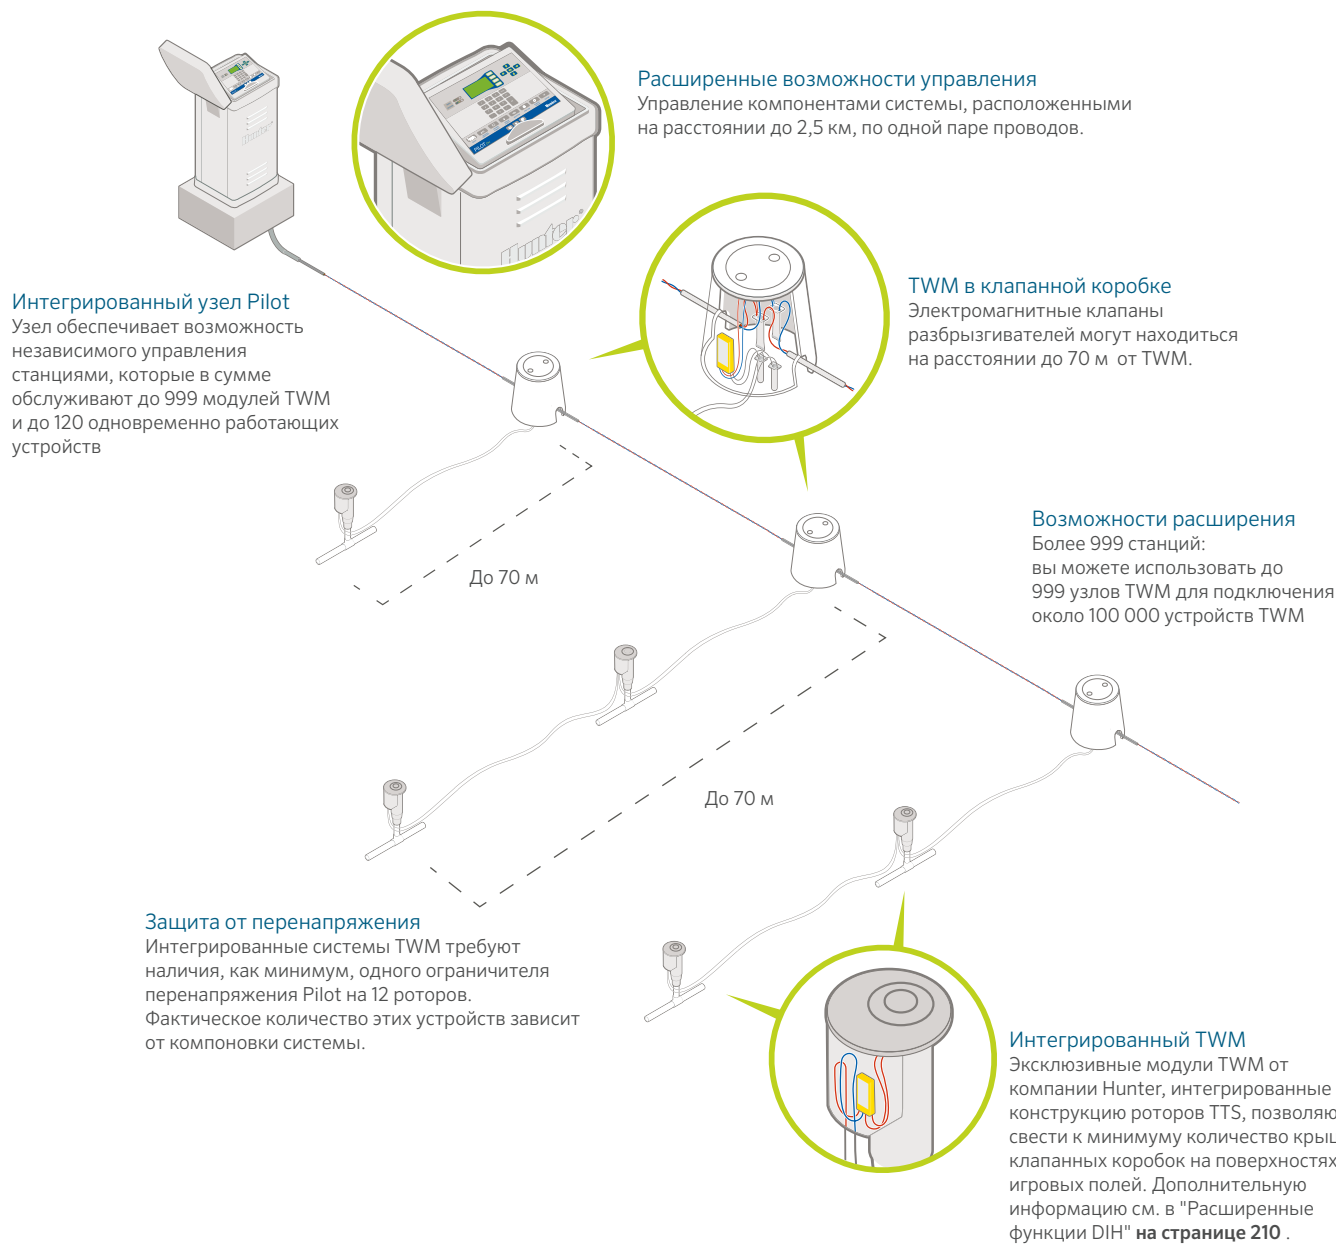 Расширенные возможности управления
Управление компонентами системы, расположенными
на расстоянии до 2,5 км, по одной паре проводов.
Hunter
PILOT
Hunter
TWM в клапанной коробке
Электромагнитные клапаны
разбрызгивателей могут находиться
на расстоянии до 70 м от TWM.
Интегрированный узел Pilot
Узел обеспечивает возможность
независимого управления
станциями, которые в сумме
обслуживают до 999 модулей TWM
и до 120 одновременно работающих
устройств
До 70 м
Возможности расширения
Более 999 станций:
вы можете использовать до
999 узлов TWM для подключения
около 100 000 устройств TWM
До 70 м
Защита от перенапряжения
Интегрированные системы TWM требуют
наличия, как минимум, одного ограничителя
перенапряжения Pilot на 12 роторов.
Фактическое количество этих устройств зависит
от компоновки системы.
Интегрированный TWM
Эксклюзивные модули TWM от
компании Hunter, интегрированные
конструкцию роторов TTS, позволяю
свести к минимуму количество кры
клапанных коробок на поверхностях
игровых полей. Дополнительную
информацию см. в "Расширенные
функции DIH" на странице 210 .